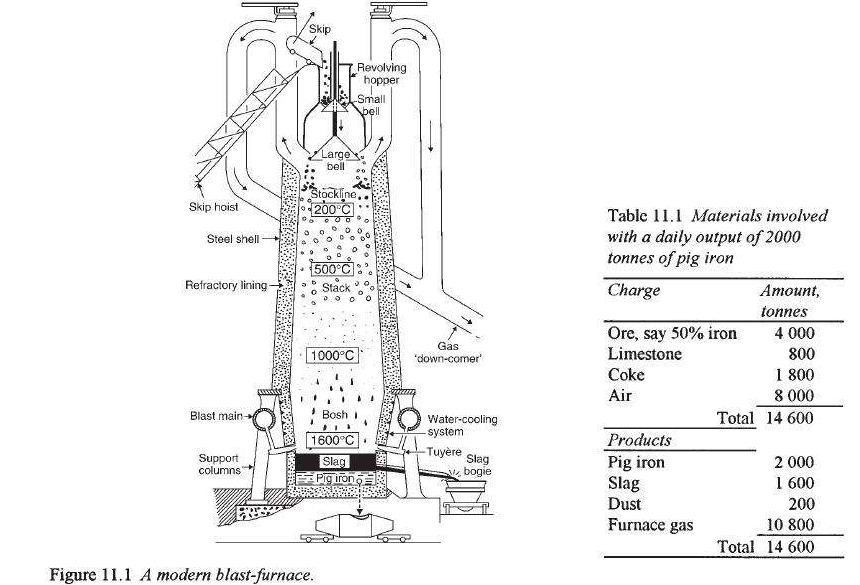 Skip
Revolving
hopper
Small
bell
Large
bell
Stockline
200°C
Skip hoist
Steel shell
500°C
Refractory lining
Stack
Gas
'down-comer'
1000°C
Blast main
Bosh
Water-cooling
system
1600°C
Tuyère
Support
columns
Slag
Slag
bogie
Pig iron
Figure 11.1 A modern blast-furnace.
Table 11.1 Materials involved
with a daily output of 2000
tonnes of pig iron
Charge Amount,
tonnes
Ore, say 50% iron 4 000
Limestone 800
Coke 1 800
Air 8 000
Total 14 600
Products
Pig iron 2 000
Slag 1 600
Dust 200
Furnace gas 10 800
Total 14 600